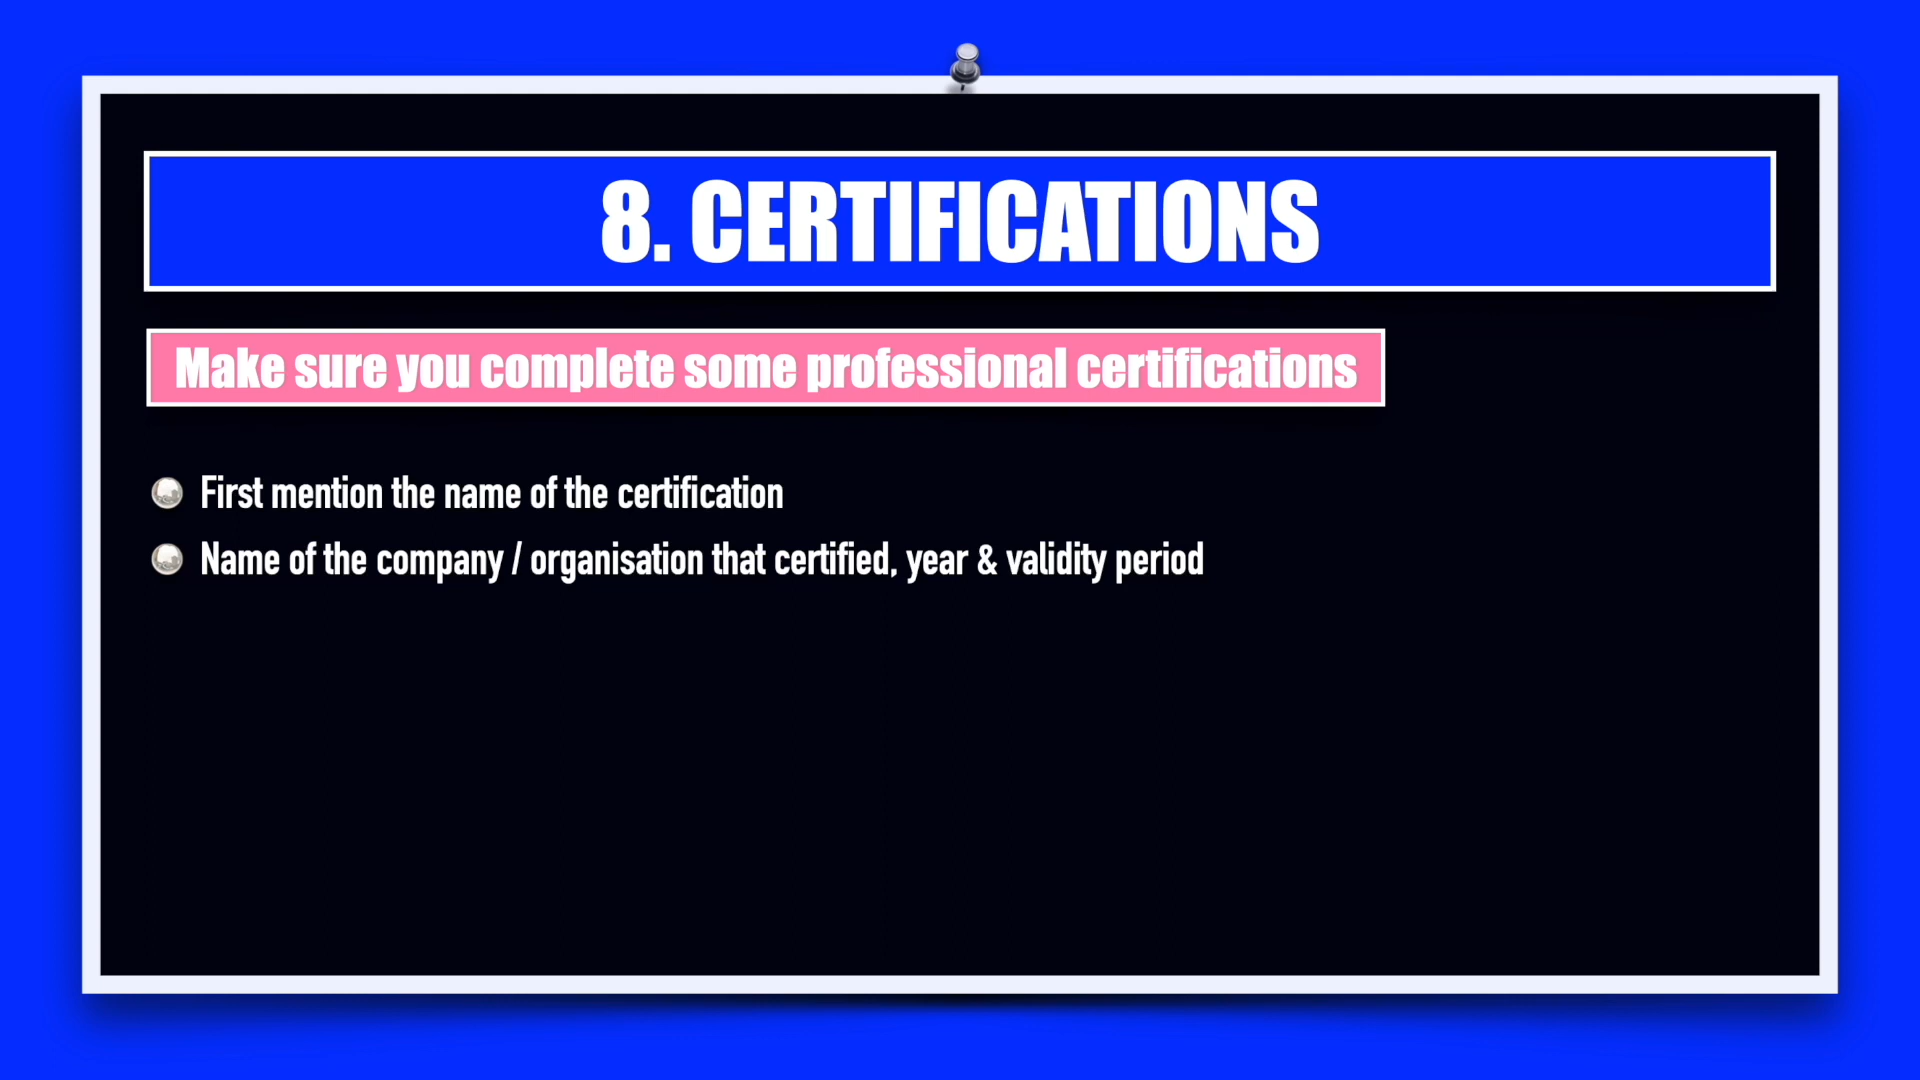 8. CERTIFICATIONS
Make sure you complete some professional certifications
First mention the name of the certification
Name of the company / organisation that certified, year & validity period